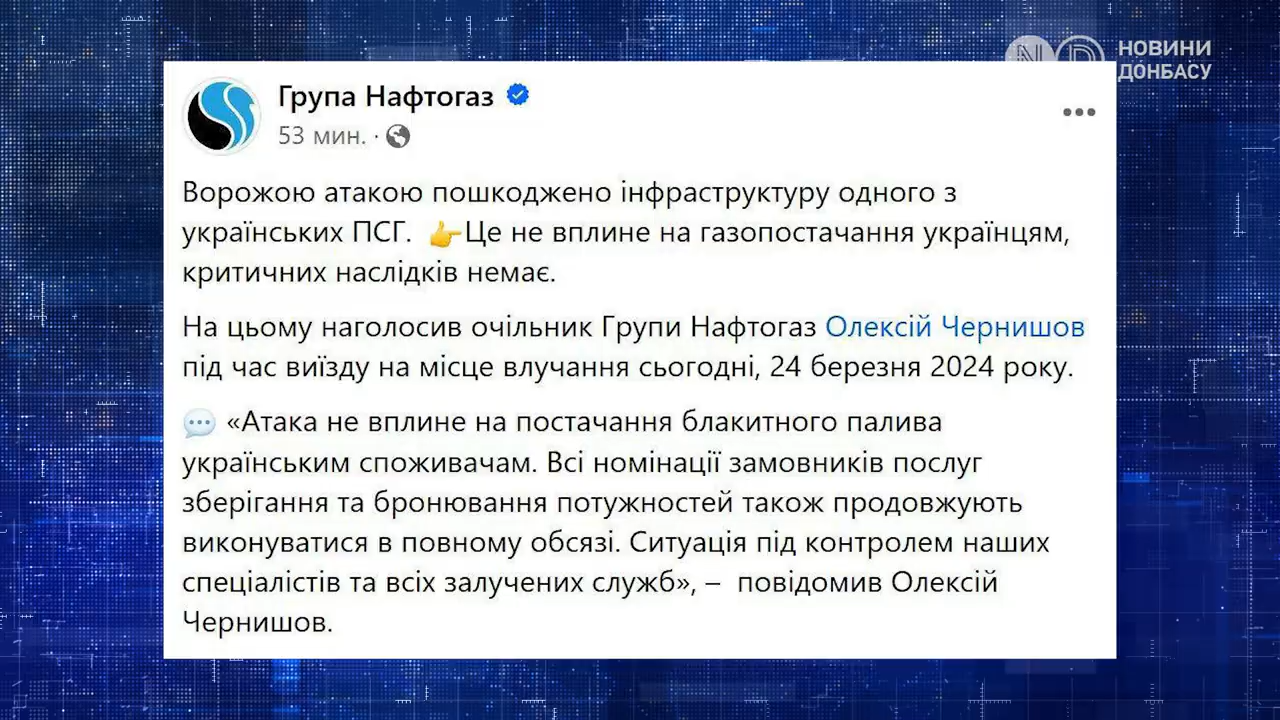 НОВИНИ
ДОНБАСУ
Група Нафтогаз
53 мин. ·
Ворожою атакою пошкоджено інфраструктуру одного з
українських ПСГ. 👉Це не вплине на газопостачання українцям,
критичних наслідків немає.
На цьому наголосив очільник Групи Нафтогаз Олексій Чернишов
під час виїзду на місце влучання сьогодні, 24 березня 2024 року.
💬 «Атака не вплине на постачання блакитного палива
українським споживачам. Всі номінації замовників послуг
зберігання та бронювання потужностей також продовжують
виконуватися в повному обсязі. Ситуація під контролем наших
спеціалістів та всіх залучених служб», – повідомив Олексій
Чернишов.